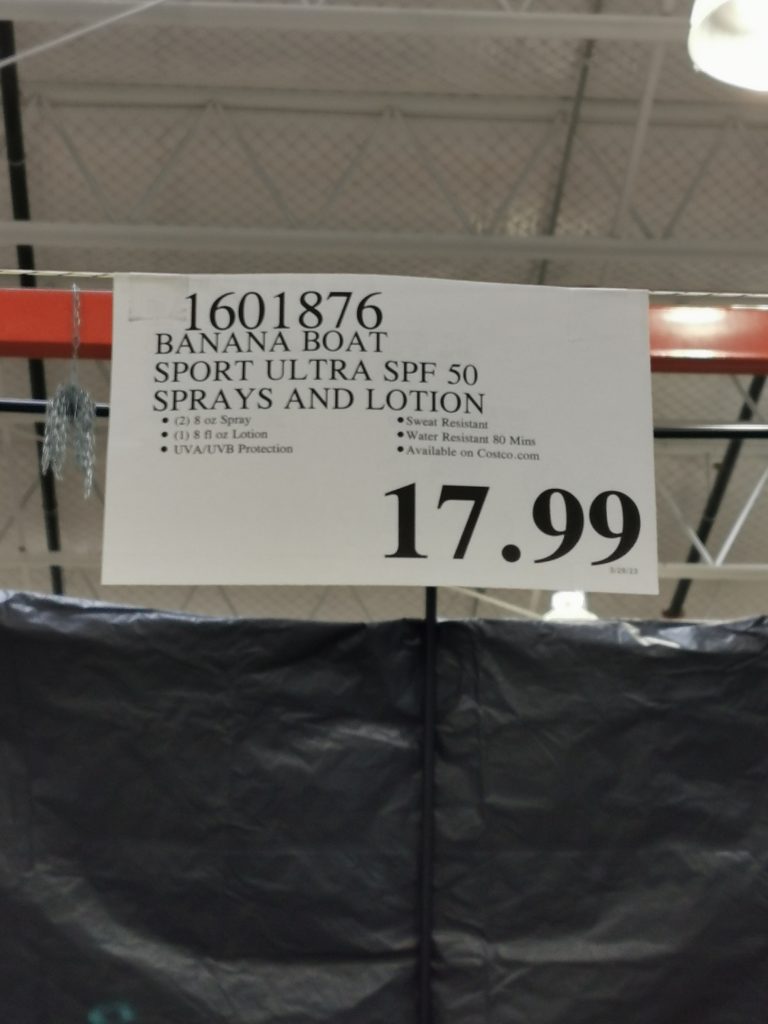 1601876
BANANA BOAT
SPORT ULTRA SPF 50
SPRAYS AND LOTION
• (2) 8 oz Spray
• (1) 8 fl oz Lotion
• UVA/UVB Protection
• Sweat Resistant
• Water Resistant 80 Mins
• Available on Costco.com
17.99